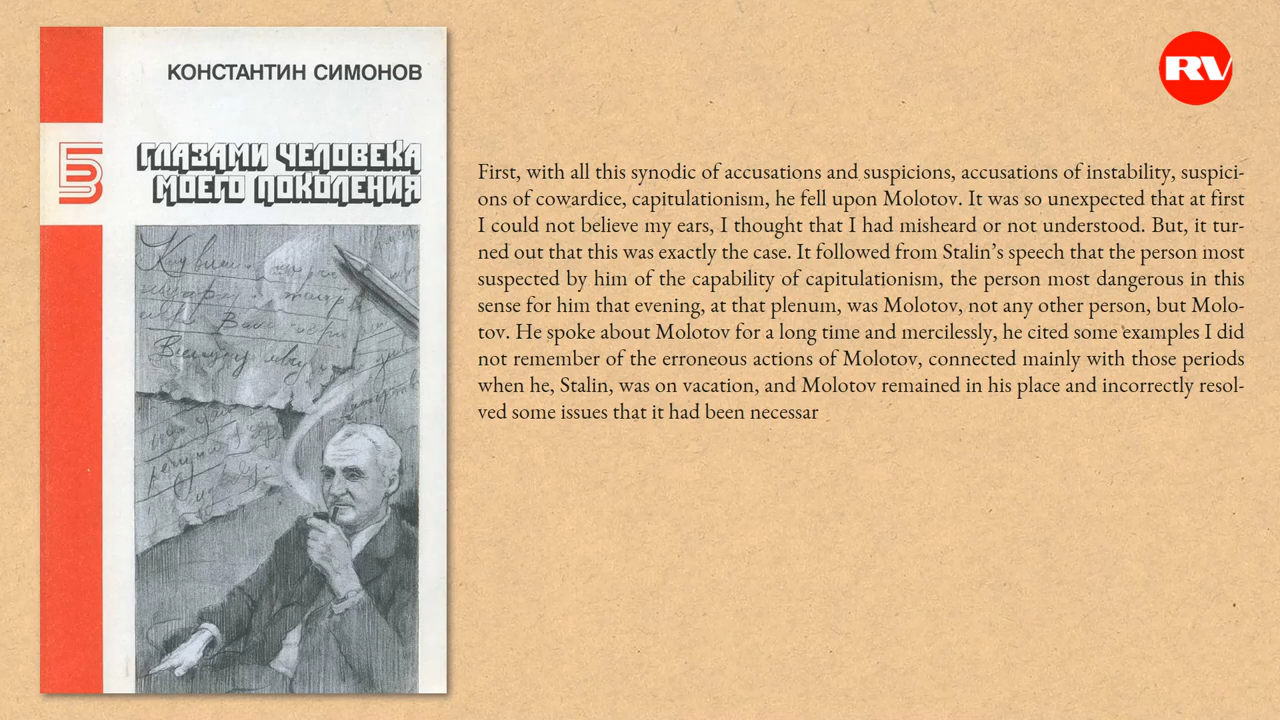 КОНСТАНТИН СИМОНОВ
ГЛАЗАМИ ЧЕЛОВЕКА
МОЕГО ПОКОЛЕНИЯ
RV
First, with all this synodic of accusations and suspicions, accusations of instability, suspici-
ons of cowardice, capitulationism, he fell upon Molotov. It was so unexpected that at first
I could not believe my ears, I thought that I had misheard or not understood. But, it tur-
ned out that this was exactly the case. It followed from Stalin's speech that the person most
suspected by him of the capability of capitulationism, the person most dangerous in this
sense for him that evening, at that plenum, was Molotov, not any other person, but Molo-
tov. He spoke about Molotov for a long time and mercilessly, he cited some examples I did
not remember of the erroneous actions of Molotov, connected mainly with those periods
when he, Stalin, was on vacation, and Molotov remained in his place and incorrectly resol-
ved some issues that it had been necessar